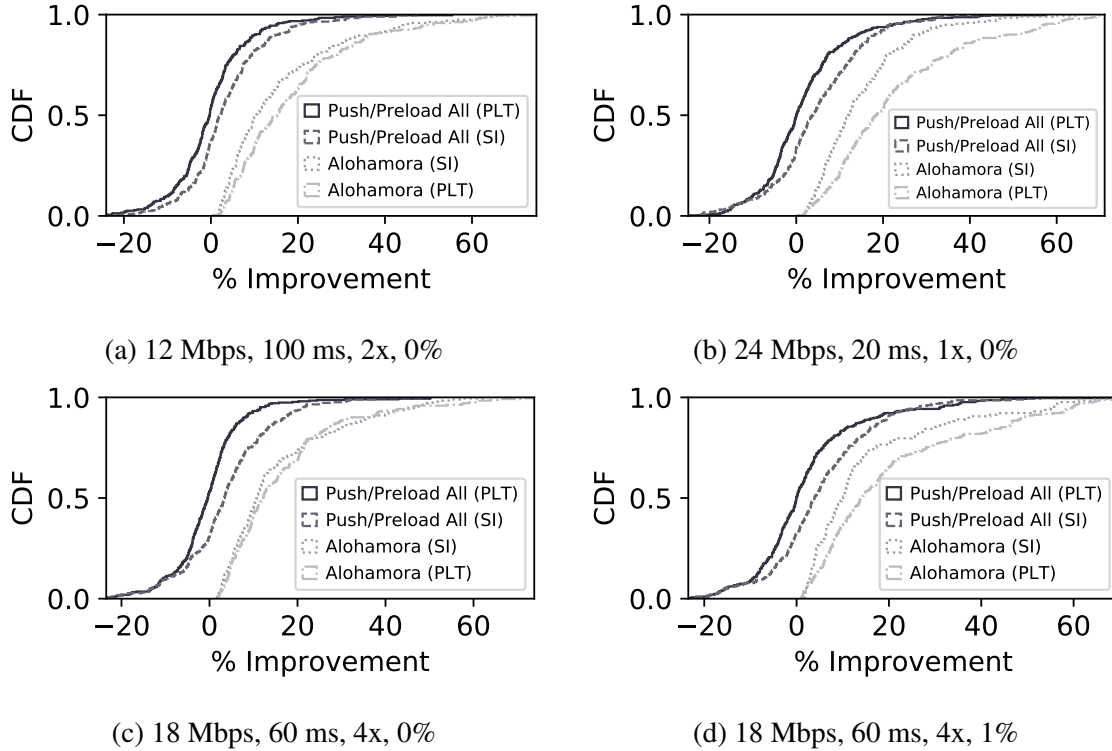 1.0
CDF
0.5
0.0
Push/Preload All (PLT)
Push/Preload All (SI)
Alohamora (SI)
Alohamora (PLT)
−20 0 20 40 60
% Improvement
(a) 12 Mbps, 100 ms, 2x, 0%
1.0
CDF
0.5
0.0
Push/Preload All (PLT)
Push/Preload All (SI)
Alohamora (SI)
Alohamora (PLT)
−20 0 20 40 60
% Improvement
(b) 24 Mbps, 20 ms, 1x, 0%
1.0
CDF
0.5
0.0
Push/Preload All (PLT)
Push/Preload All (SI)
Alohamora (SI)
Alohamora (PLT)
−20 0 20 40 60
% Improvement
(c) 18 Mbps, 60 ms, 4x, 0%
1.0
CDF
0.5
0.0
Push/Preload All (PLT)
Push/Preload All (SI)
Alohamora (SI)
Alohamora (PLT)
−20 0 20 40 60
% Improvement
(d) 18 Mbps, 60 ms, 4x, 1%